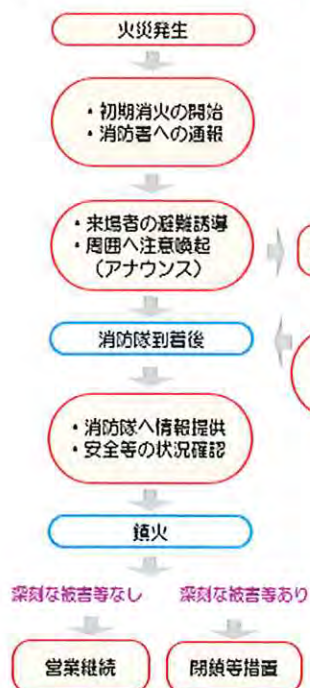 火災発生
・初期消火の開始
・消防署への通報
・来場者の避難誘導
・周囲へ注意喚起
（アナウンス）
消防隊到着後
・消防隊へ情報提供
・安全等の状況確認
鎮火
深刻な被害等なし
深刻な被害等あり
営業継続
閉鎖等措置